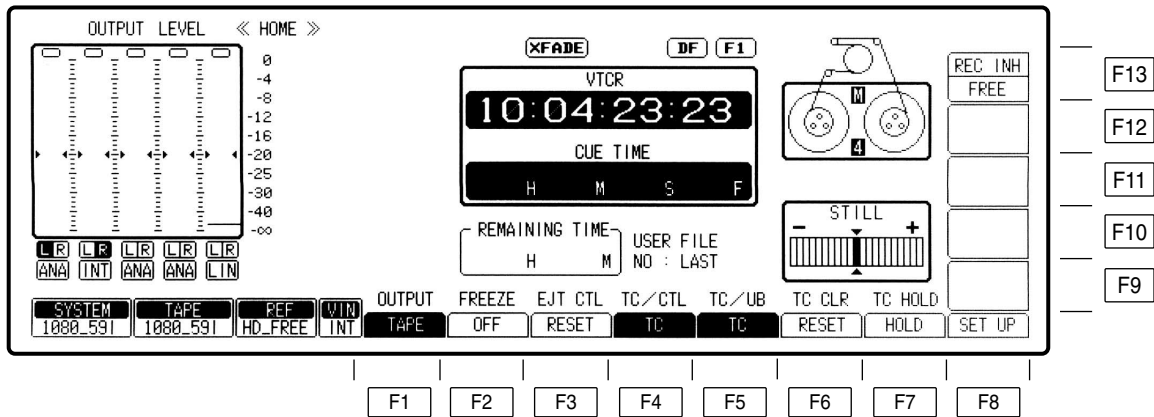 OUTPUT LEVEL ≪ HOME ≫
0
-4
-8
-12
-16
-20
-25
-30
-40
-∞
L R L R L R L R L R
ANA INT ANA ANA LIN
XFADE DF F1
VTCR
10:04:23:23
CUE TIME
H M S F
REMAINING TIME
H M
USER FILE
NO : LAST
M
4
STILL
- +
REC INH
FREE
F13
F12
F11
F10
F9
SYSTEM TAPE REF VIN
1080_59I 1080_59I HD_FREE INT
OUTPUT FREEZE EJT CTL TC/CTL TC/UB TC CLR TC HOLD
TAPE OFF RESET TC TC RESET HOLD SET UP
F1 F2 F3 F4 F5 F6 F7 F8